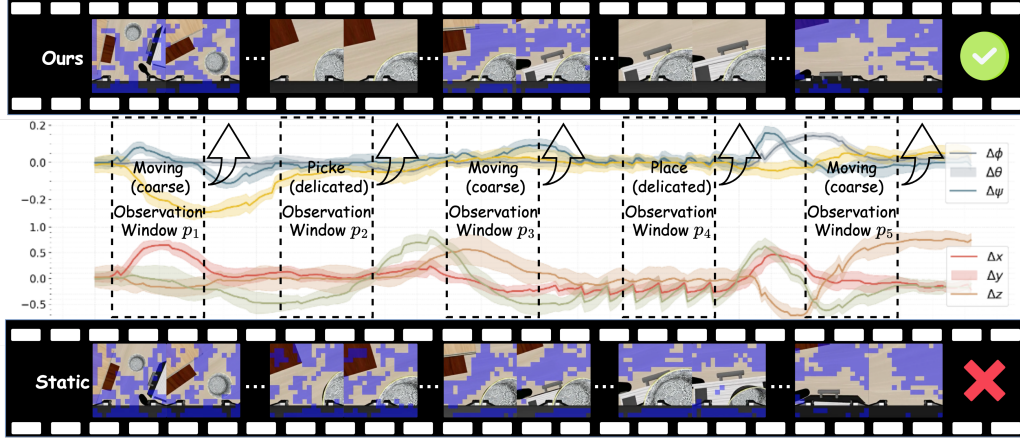 Ours
...
...
...
...
0.2
0.0
−0.2
Moving
(coarse)
Picke
(delicated)
Moving
(coarse)
Place
(delicated)
Moving
(coarse)
Δϕ
Δθ
Δψ
Observation
Window p1
Observation
Window p2
Observation
Window p3
Observation
Window p4
Observation
Window p5
1.0
0.5
0.0
−0.5
Δx
Δy
Δz
Static
...
...
...
...